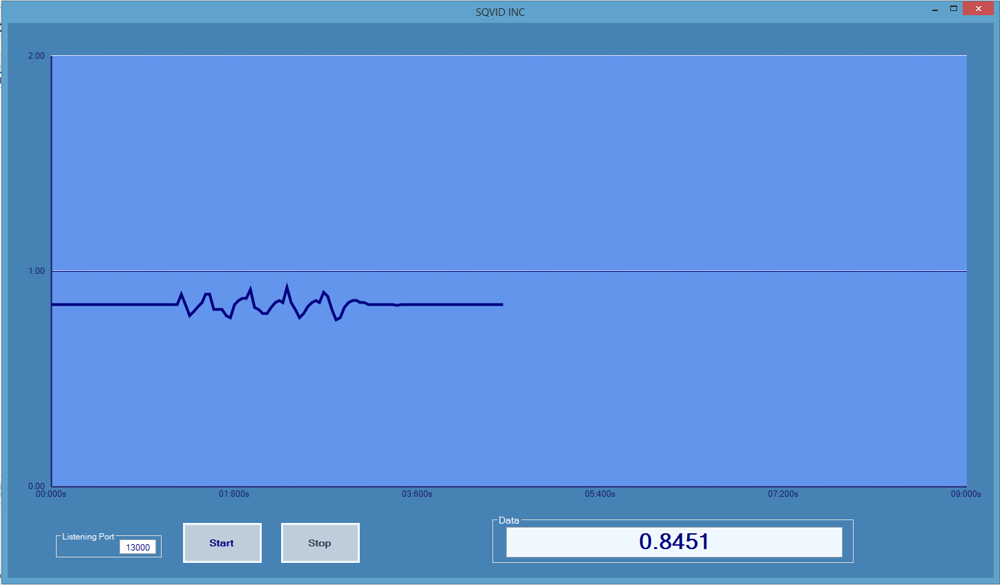 SQVID INC
2.00
1.00
0.00
00:000s 01:800s 03:600s 05:400s 07:200s 09:000s
Listening Port
13000
Start
Stop
Data
0.8451